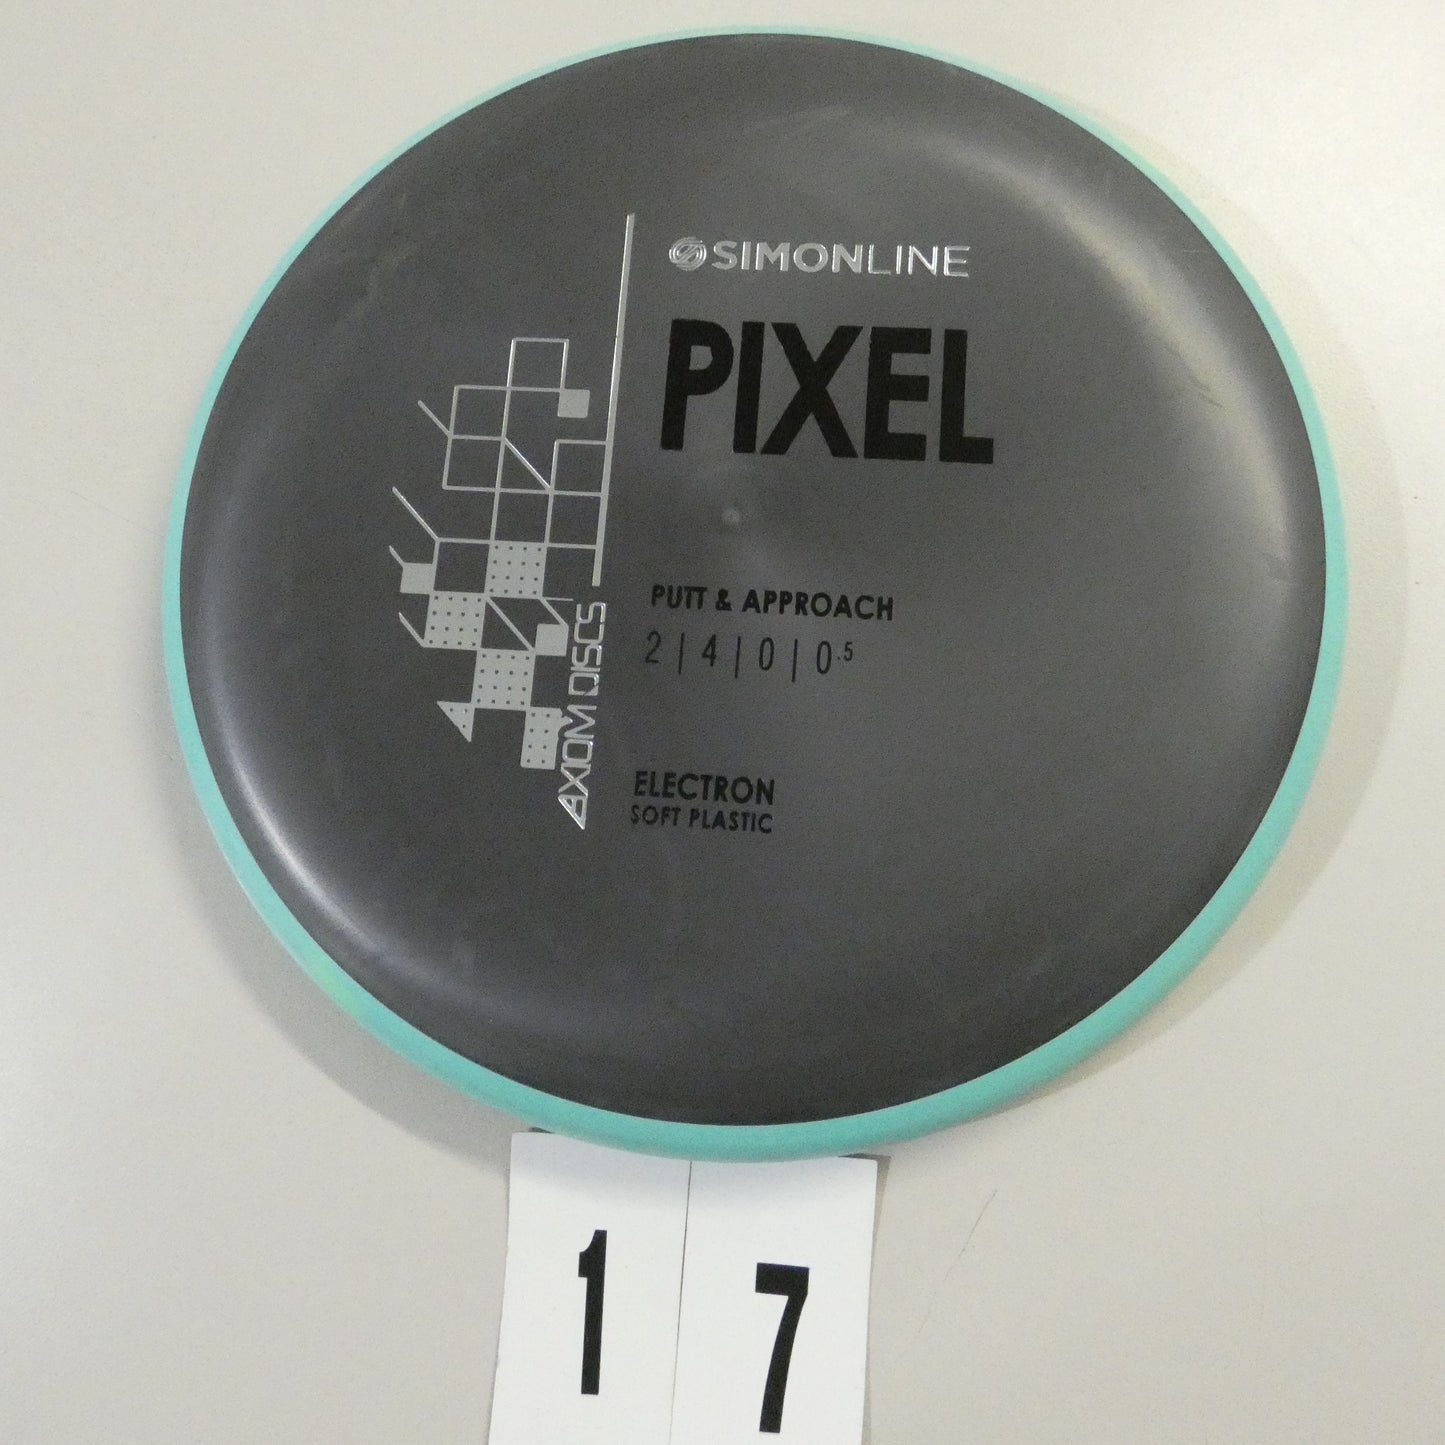 SIMONLINE
PIXEL
PUTT & APPROACH
2 | 4 | 0 | 0.5
AXIOM DISCS
ELECTRON
SOFT PLASTIC
1 7